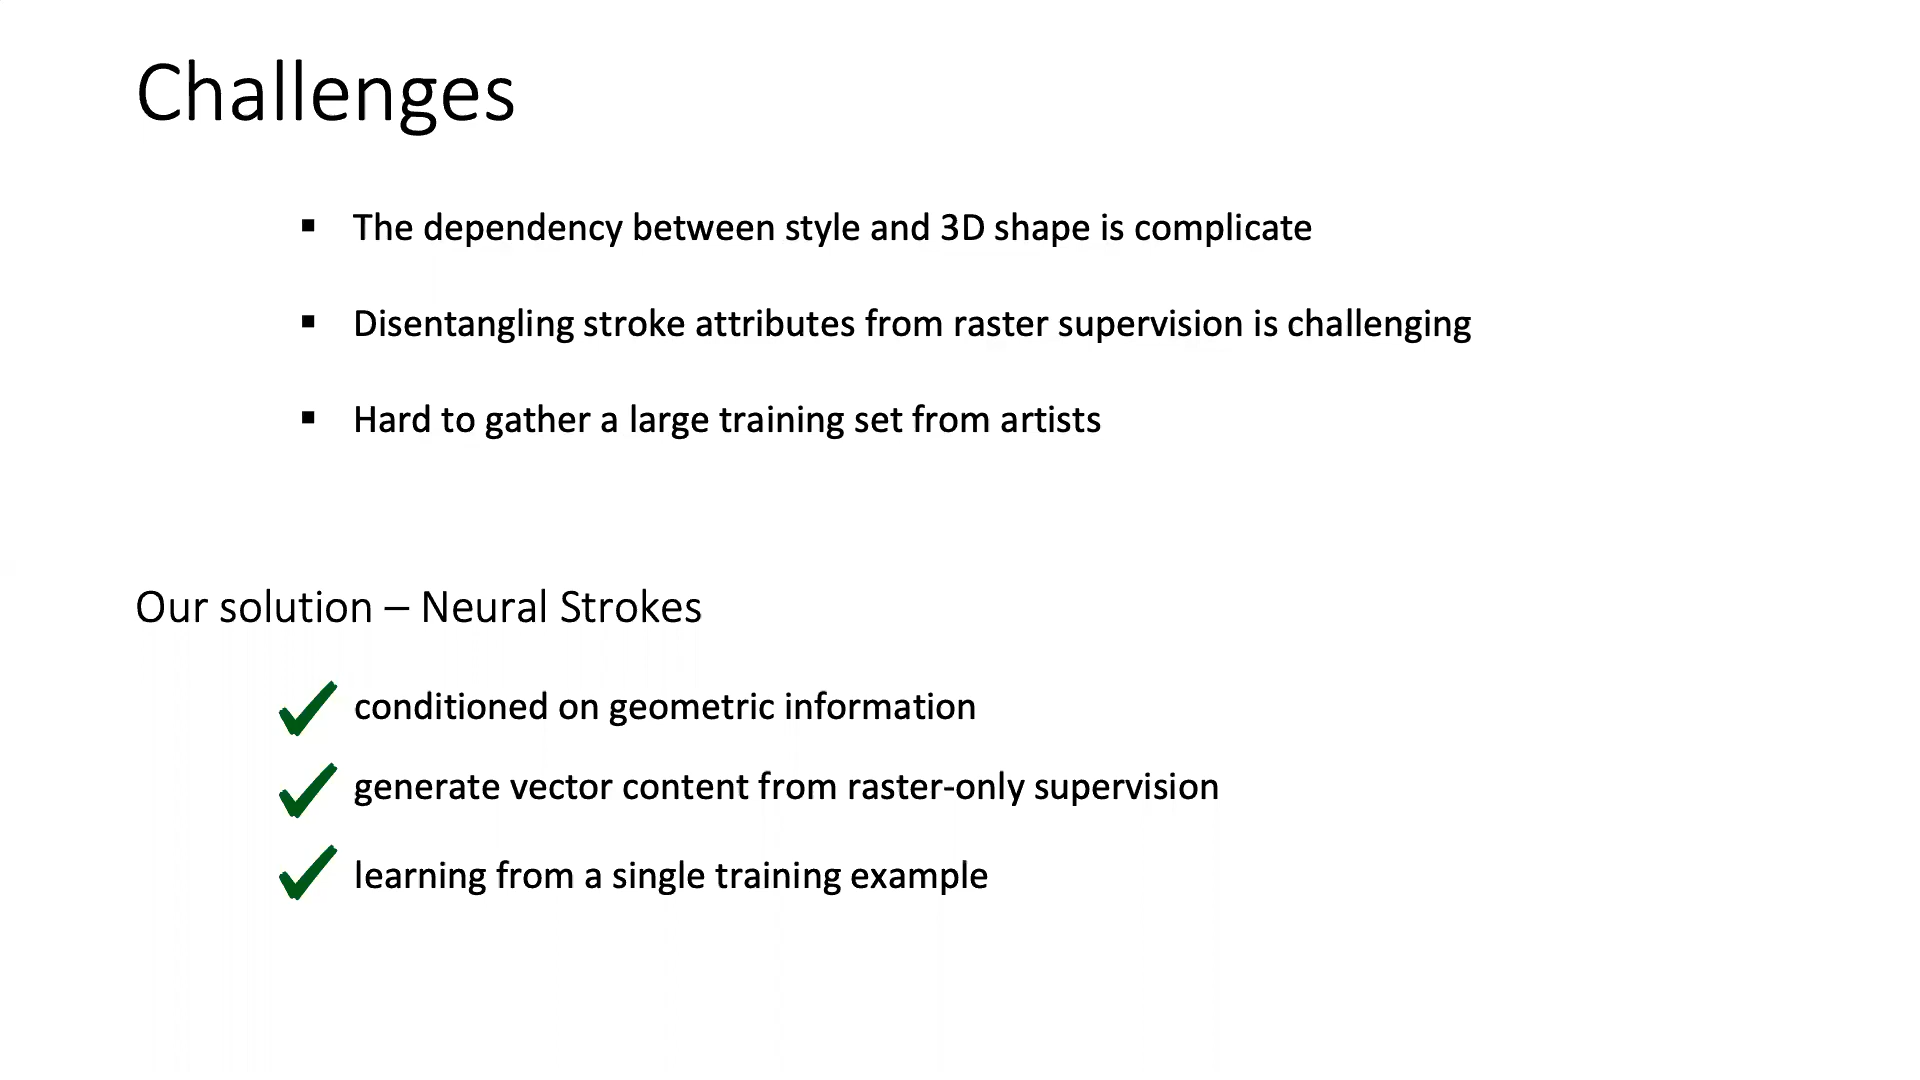 Challenges
▪ The dependency between style and 3D shape is complicate
▪ Disentangling stroke attributes from raster supervision is challenging
▪ Hard to gather a large training set from artists
Our solution – Neural Strokes
✔ conditioned on geometric information
✔ generate vector content from raster-only supervision
✔ learning from a single training example